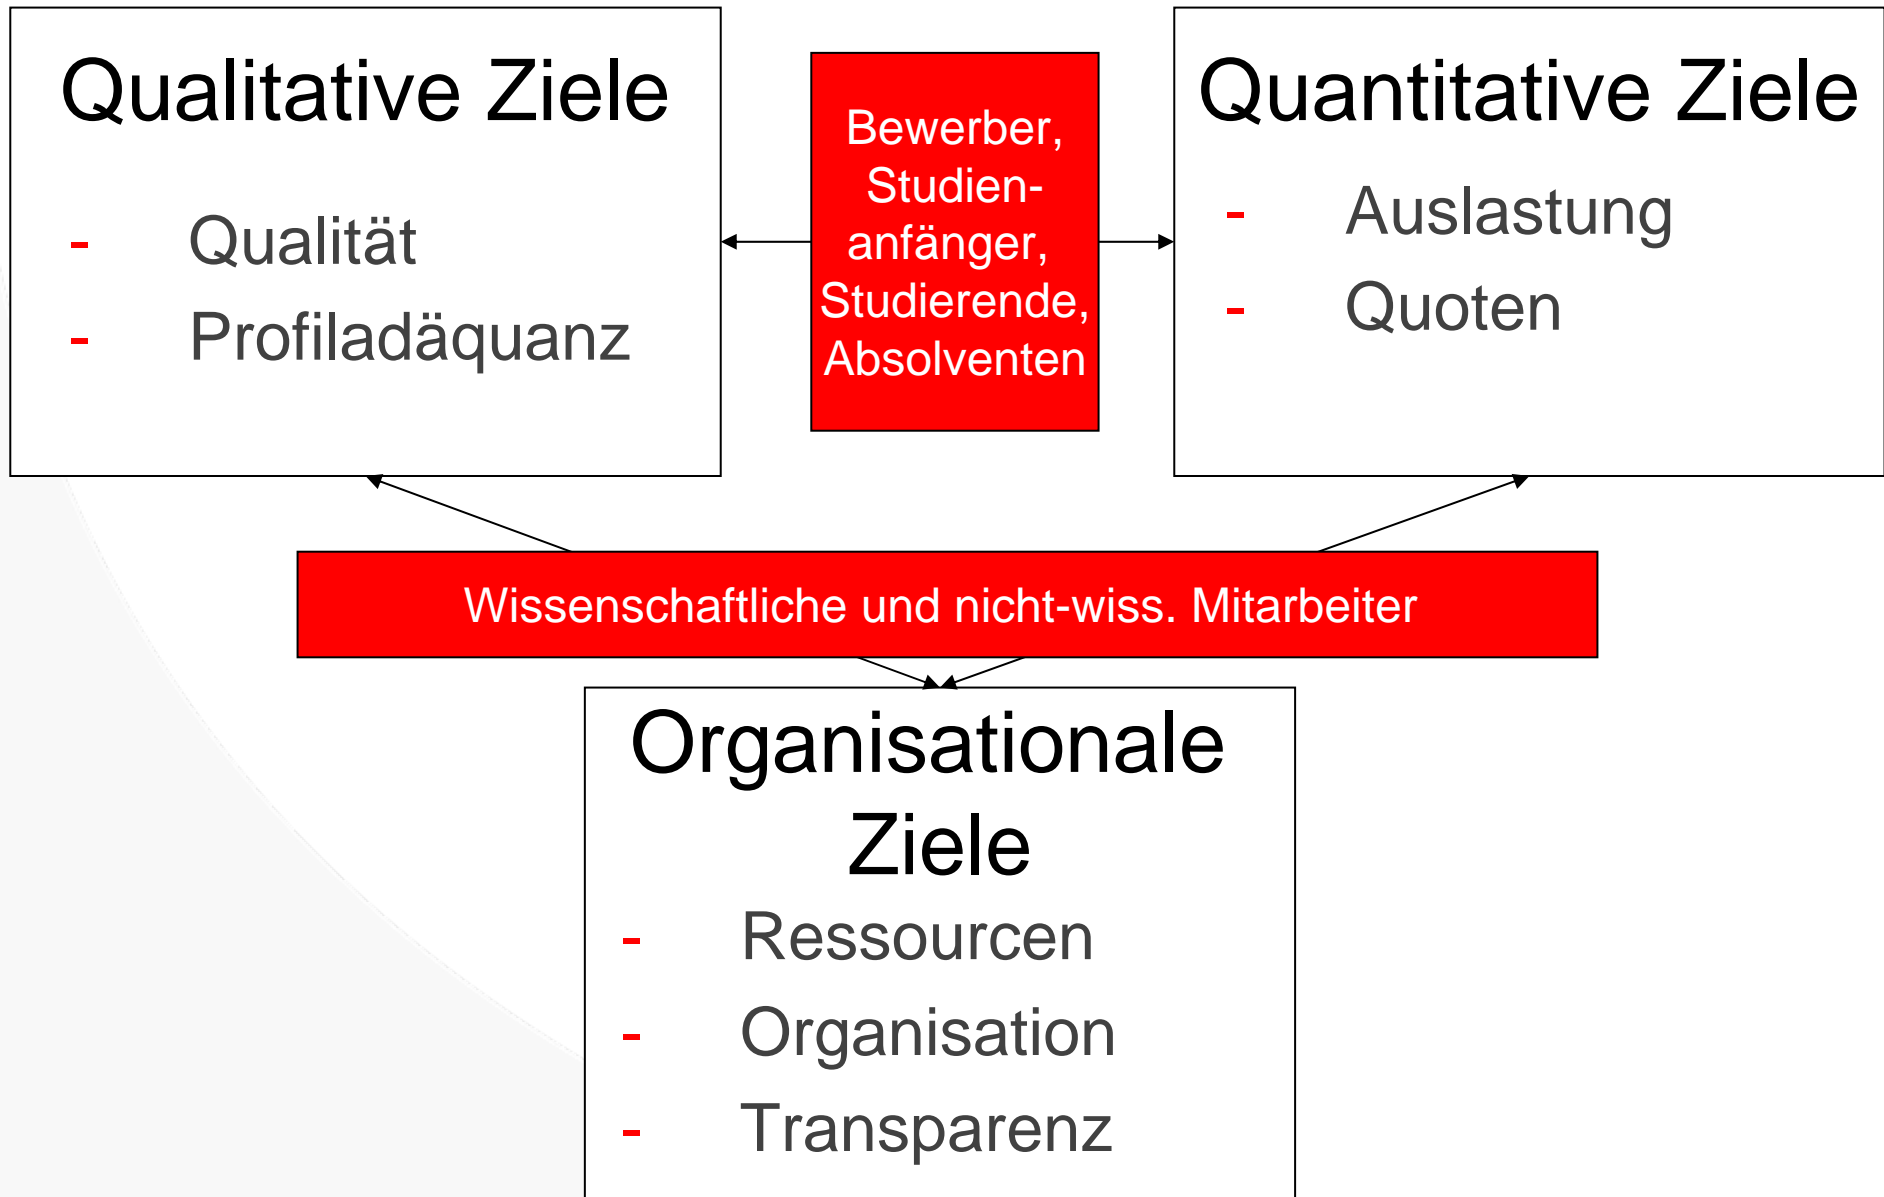 Qualitative Ziele
- Qualität
- Profiladäquanz
Bewerber,
Studien-
anfänger,
Studierende,
Absolventen
Quantitative Ziele
- Auslastung
- Quoten
Wissenschaftliche und nicht-wiss. Mitarbeiter
Organisationale
Ziele
- Ressourcen
- Organisation
- Transparenz